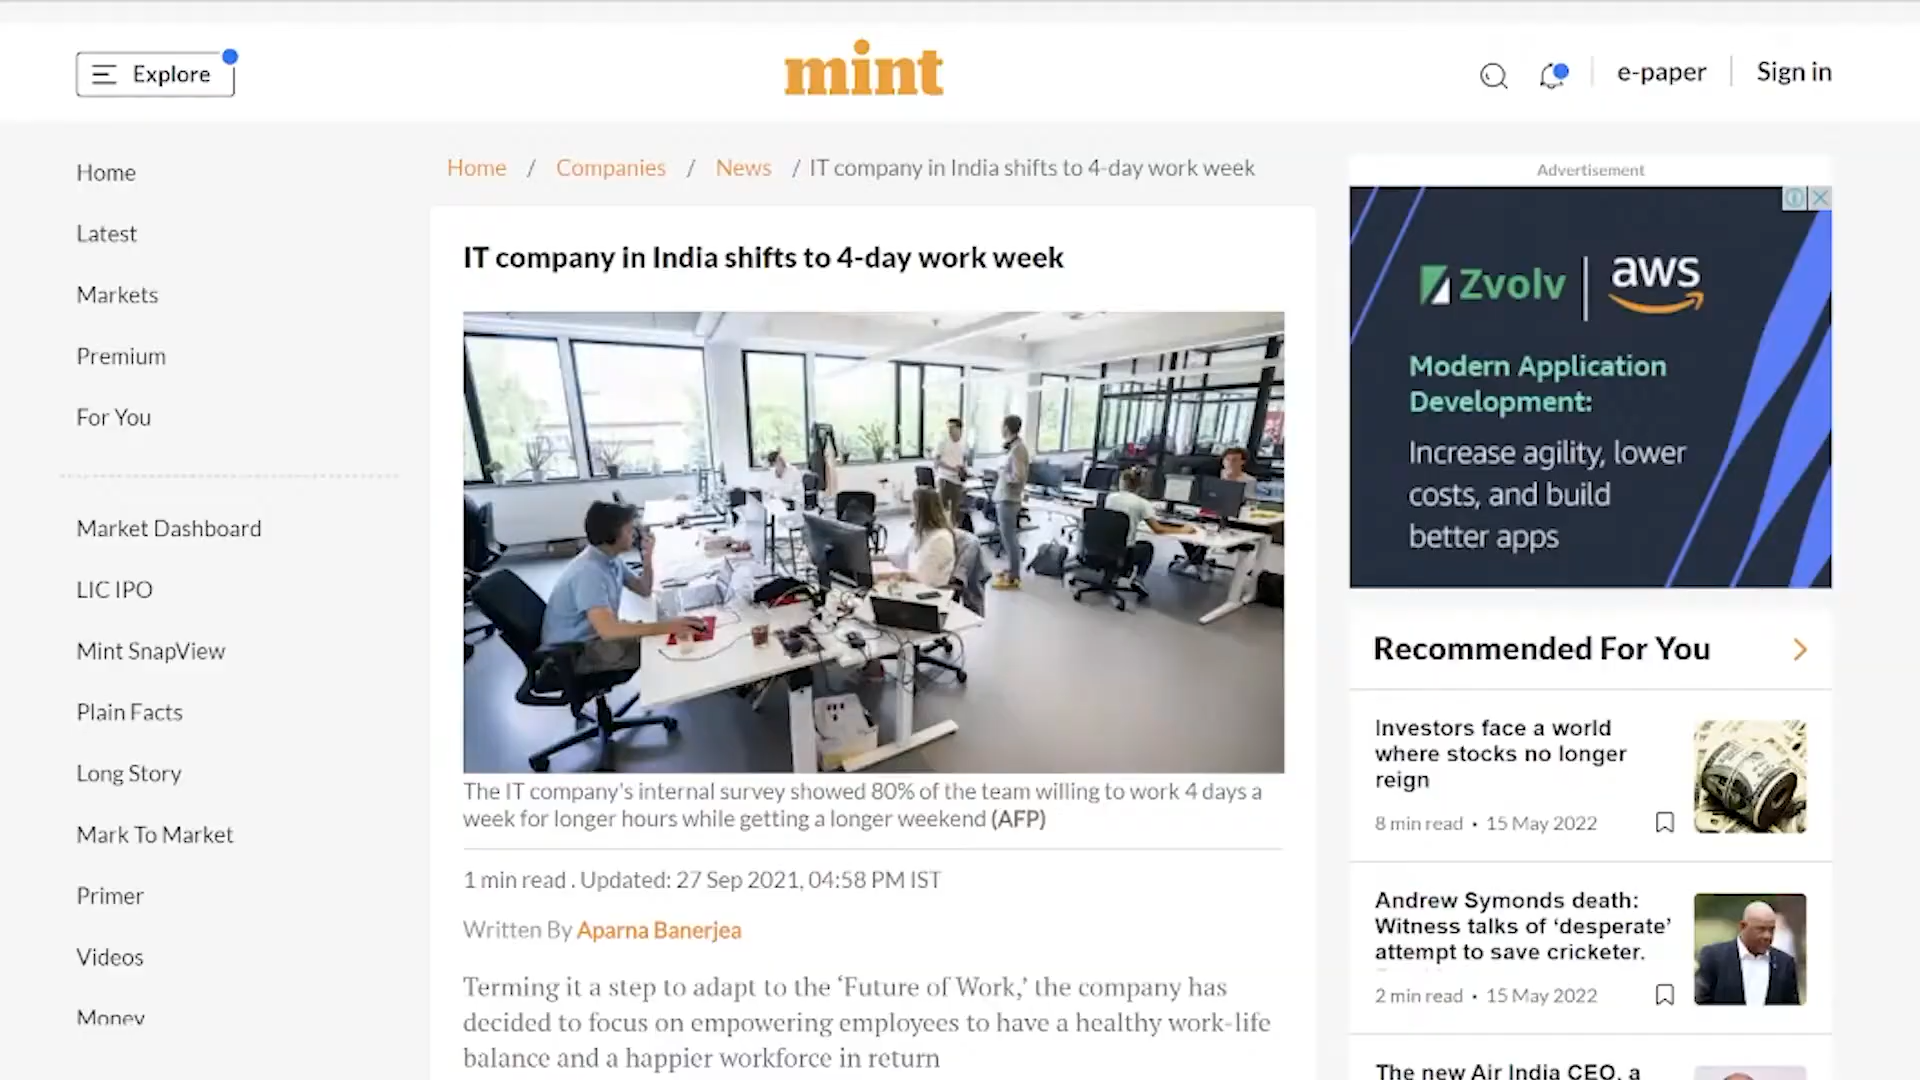 Explore
mint
e-paper
Sign in
Home
Latest
Markets
Premium
For You
Market Dashboard
LIC IPO
Mint SnapView
Plain Facts
Long Story
Mark To Market
Primer
Videos
Money
Home / Companies / News / IT company in India shifts to 4-day work week
IT company in India shifts to 4-day work week
The IT company's internal survey showed 80% of the team willing to work 4 days a
week for longer hours while getting a longer weekend (AFP)
1 min read . Updated: 27 Sep 2021, 04:58 PM IST
Written By Aparna Banerjea
Terming it a step to adapt to the ‘Future of Work,’ the company has
decided to focus on empowering employees to have a healthy work-life
balance and a happier workforce in return
Advertisement
Zvolv | aws
Modern Application
Development:
Increase agility, lower
costs, and build
better apps
Recommended For You
Investors face a world
where stocks no longer
reign
8 min read • 15 May 2022
Andrew Symonds death:
Witness talks of ‘desperate’
attempt to save cricketer.
2 min read • 15 May 2022
The new Air India CEO, a